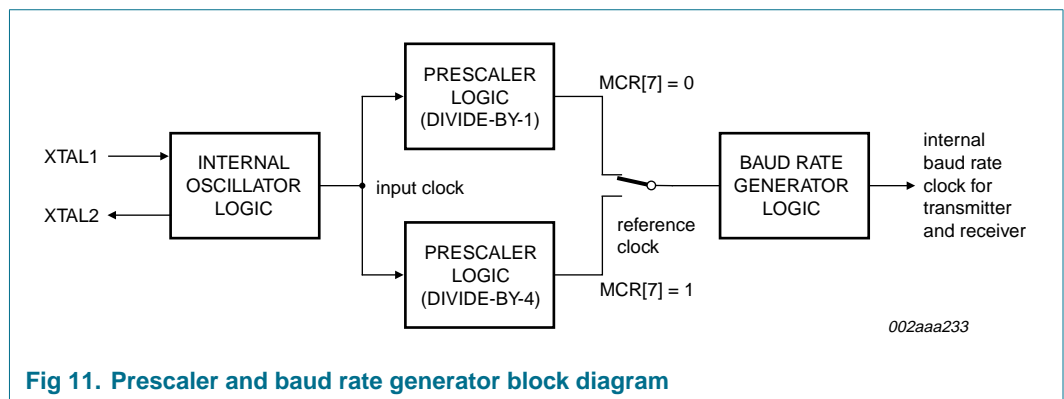 XTAL1
XTAL2
INTERNAL
OSCILLATOR
LOGIC
input clock
PRESCALER
LOGIC
(DIVIDE-BY-1)
MCR[7] = 0
PRESCALER
LOGIC
(DIVIDE-BY-4)
MCR[7] = 1
reference
clock
BAUD RATE
GENERATOR
LOGIC
internal
baud rate
clock for
transmitter
and receiver
002aaa233
Fig 11. Prescaler and baud rate generator block diagram